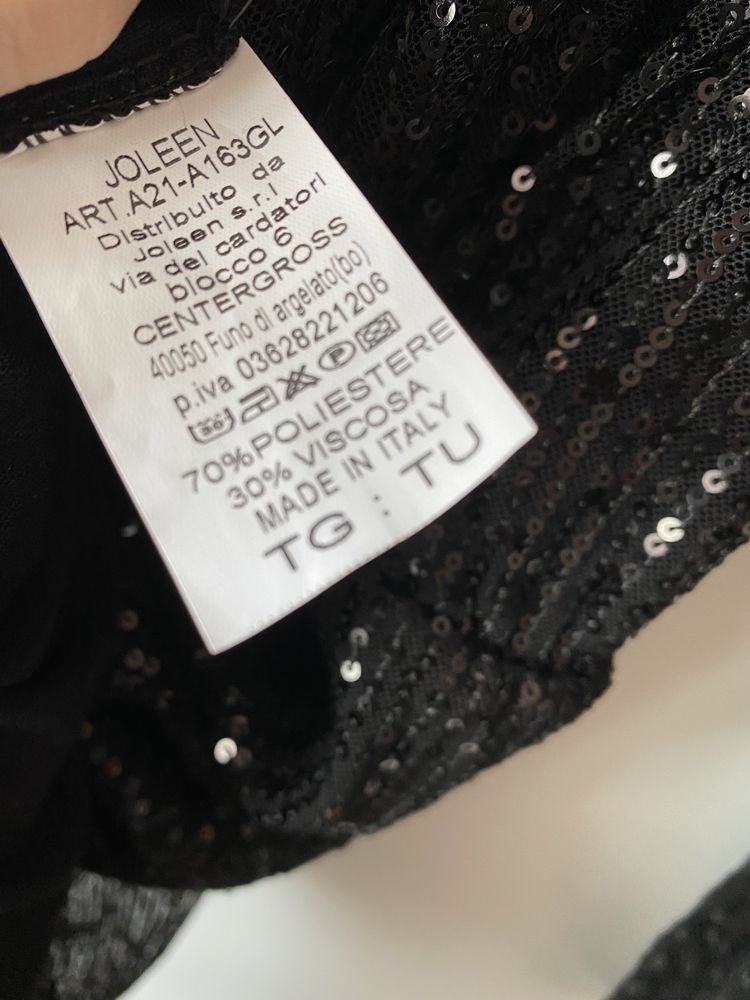 JOLEEN
ART.A21-A163GL
Distribuito da
Joleen s.r.l
via dei cardatori
blocco 6
CENTERGROSS
40050 Funo di argelato(bo)
p.iva 03628221206
P
70%POLIESTERE
30% VISCOSA
MADE IN ITALY
TG : TU